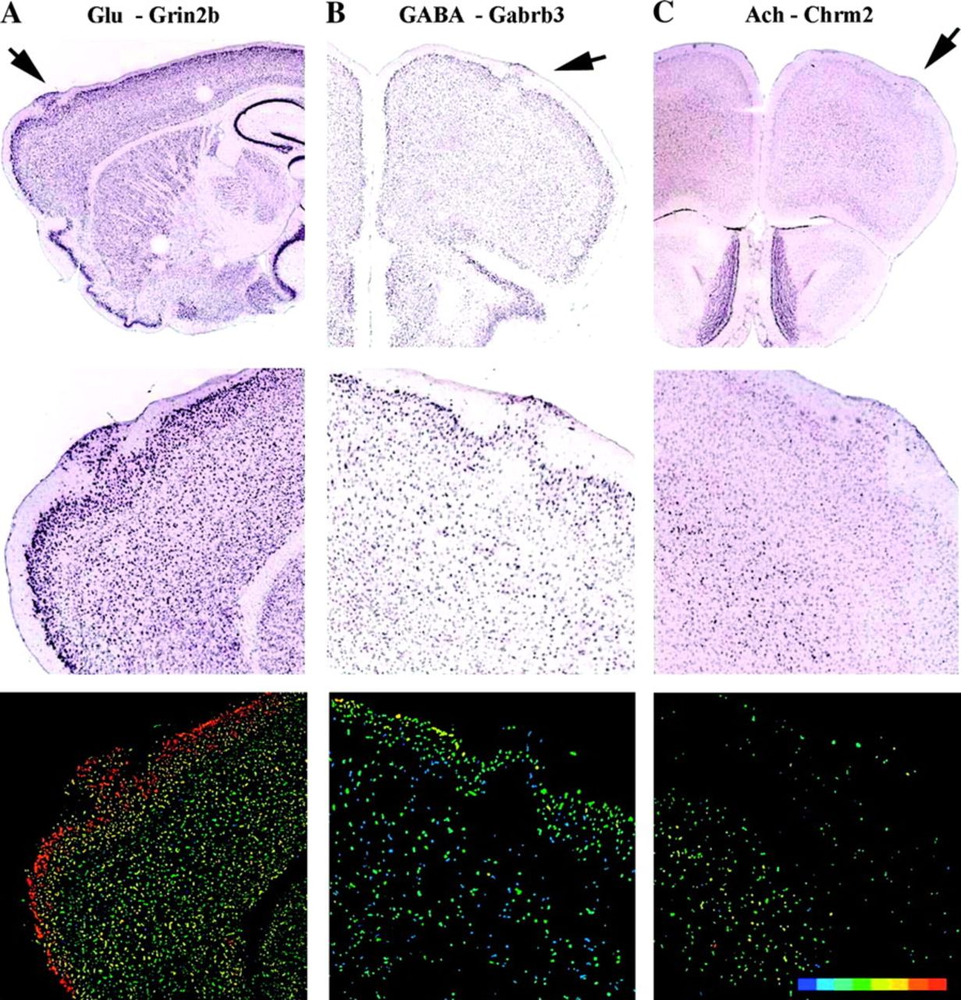 A Glu - Grin2b
B GABA - Gabrb3
C Ach - Chrm2